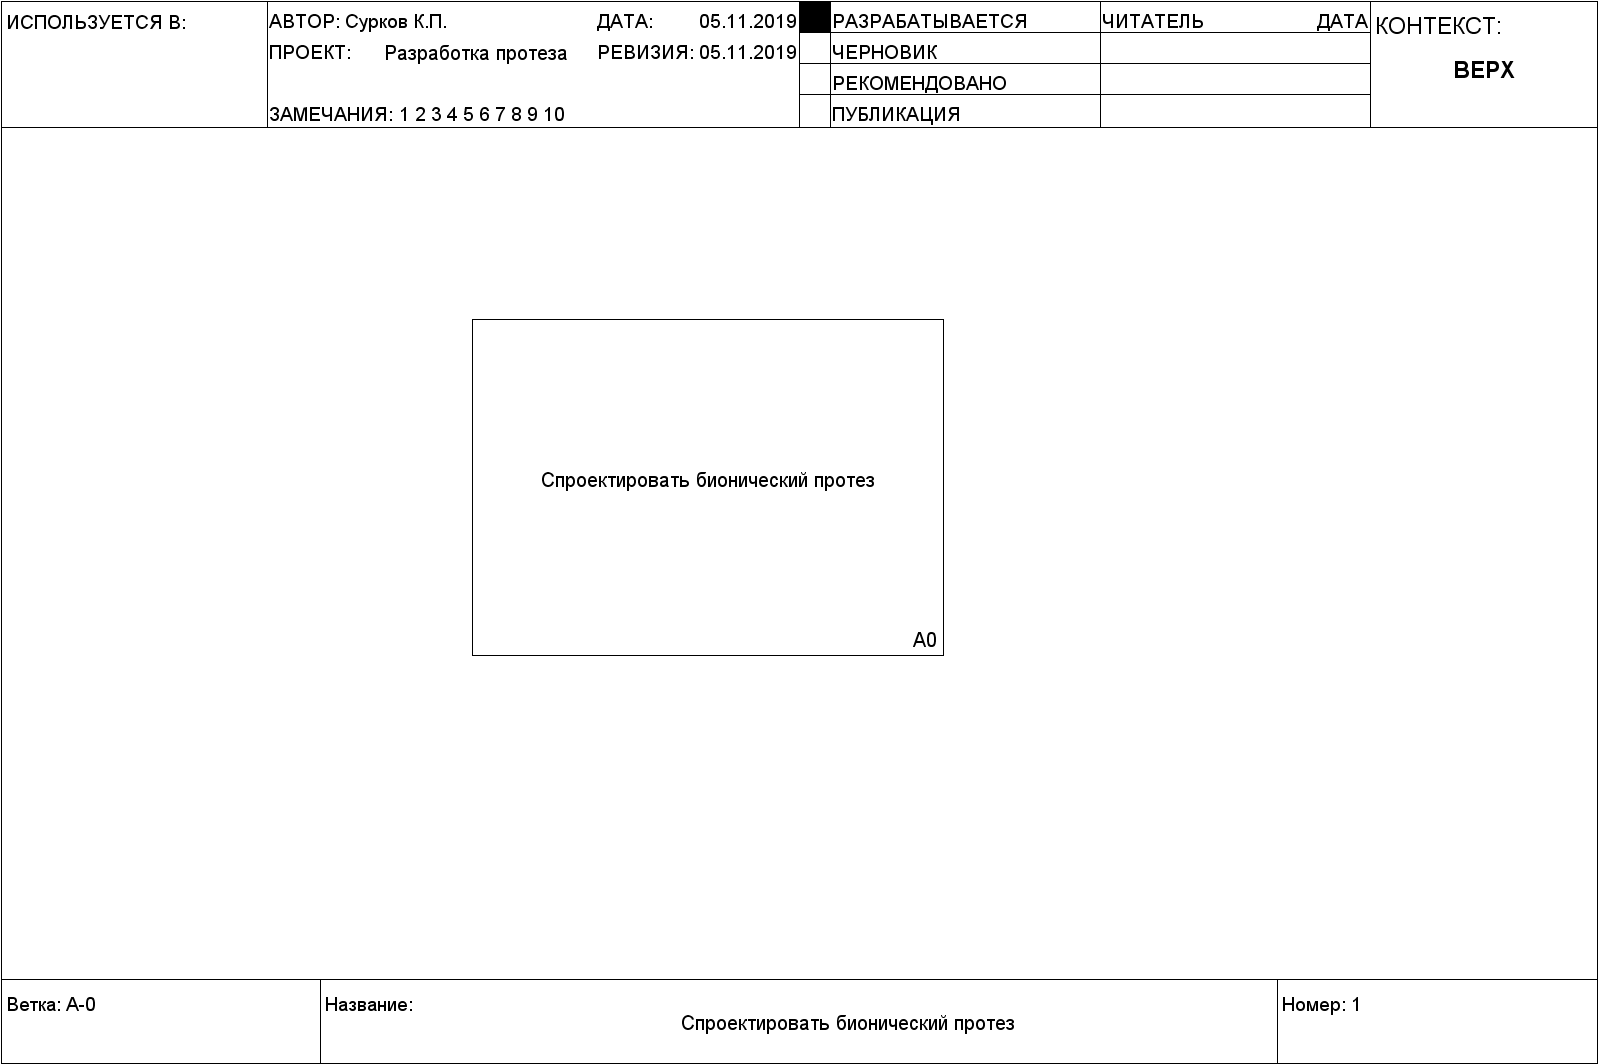 ИСПОЛЬЗУЕТСЯ В:
АВТОР: Сурков К.П.
ДАТА: 05.11.2019
ПРОЕКТ: Разработка протеза
РЕВИЗИЯ: 05.11.2019
ЗАМЕЧАНИЯ: 1 2 3 4 5 6 7 8 9 10
РАЗРАБАТЫВАЕТСЯ
ЧЕРНОВИК
РЕКОМЕНДОВАНО
ПУБЛИКАЦИЯ
ЧИТАТЕЛЬ ДАТА
КОНТЕКСТ:
ВЕРХ
Спроектировать бионический протез
A0
Ветка: A-0
Название:
Спроектировать бионический протез
Номер: 1